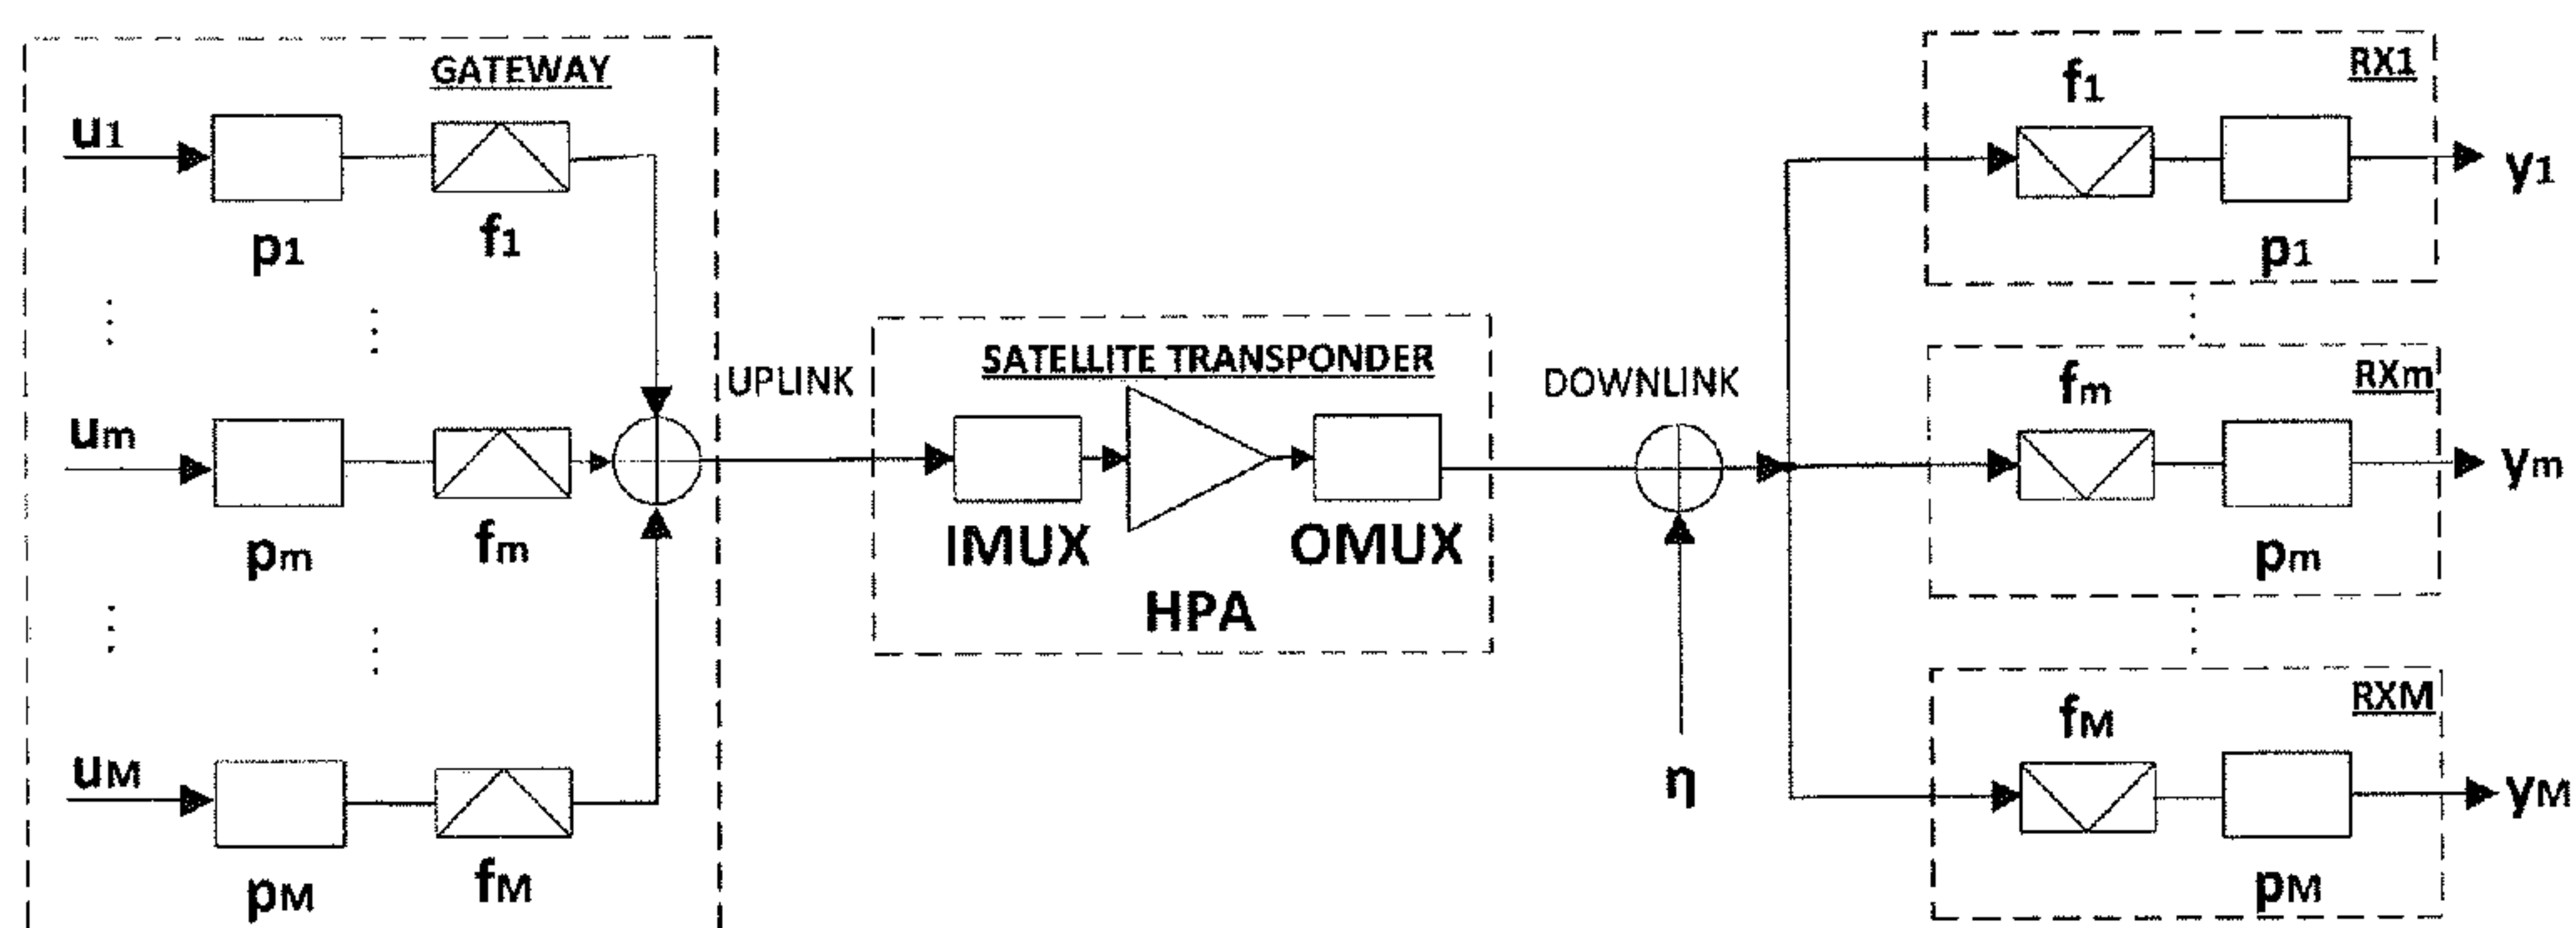 GATEWAY
u1
p1
f1
⋮
⋮
um
pm
fm
⋮
⋮
uM
pM
fM
UPLINK
SATELLITE TRANSPONDER
IMUX
OMUX
HPA
DOWNLINK
η
RX1
f1
p1
y1
⋮
RXm
fm
pm
ym
⋮
RXM
fM
pM
yM